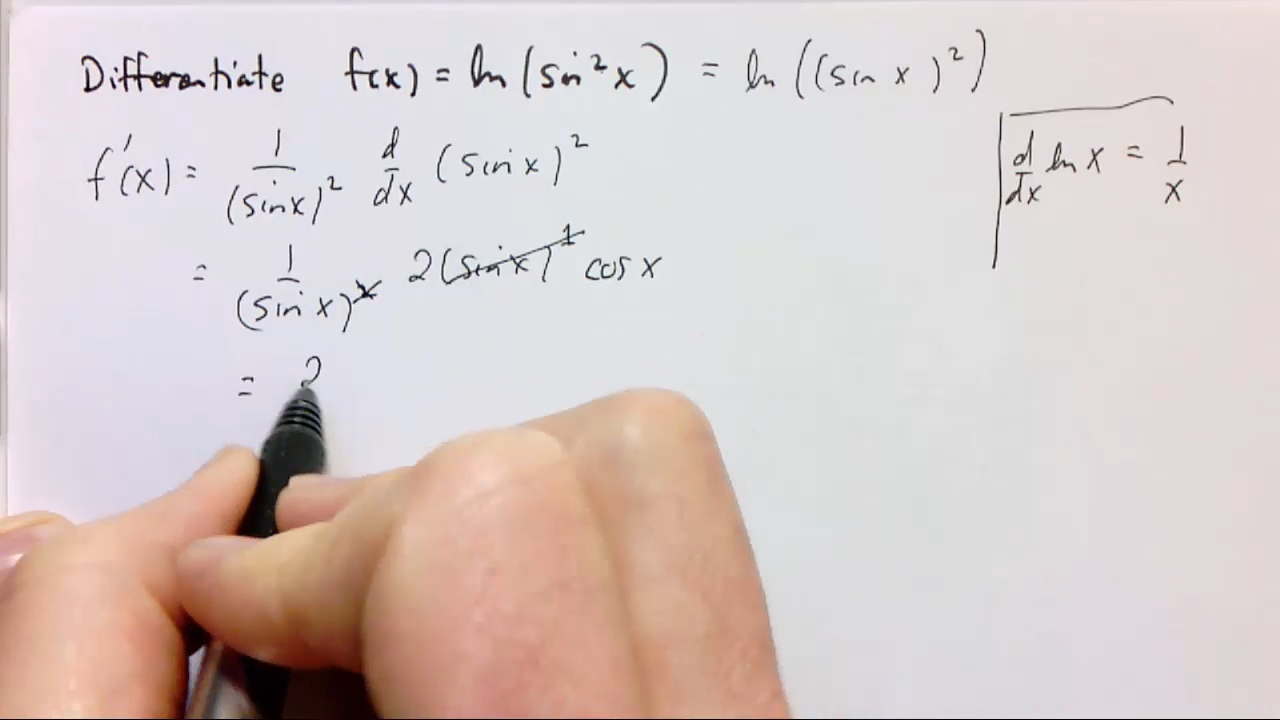 Differentiate f(x) = ln (sin²x) = ln ((sin x)²)
f'(x) = 1/(sin x)² d/dx (sin x)²
d/dx ln x = 1/x
= 1/(sin x)² 2(sin x)¹ cos x
= 2